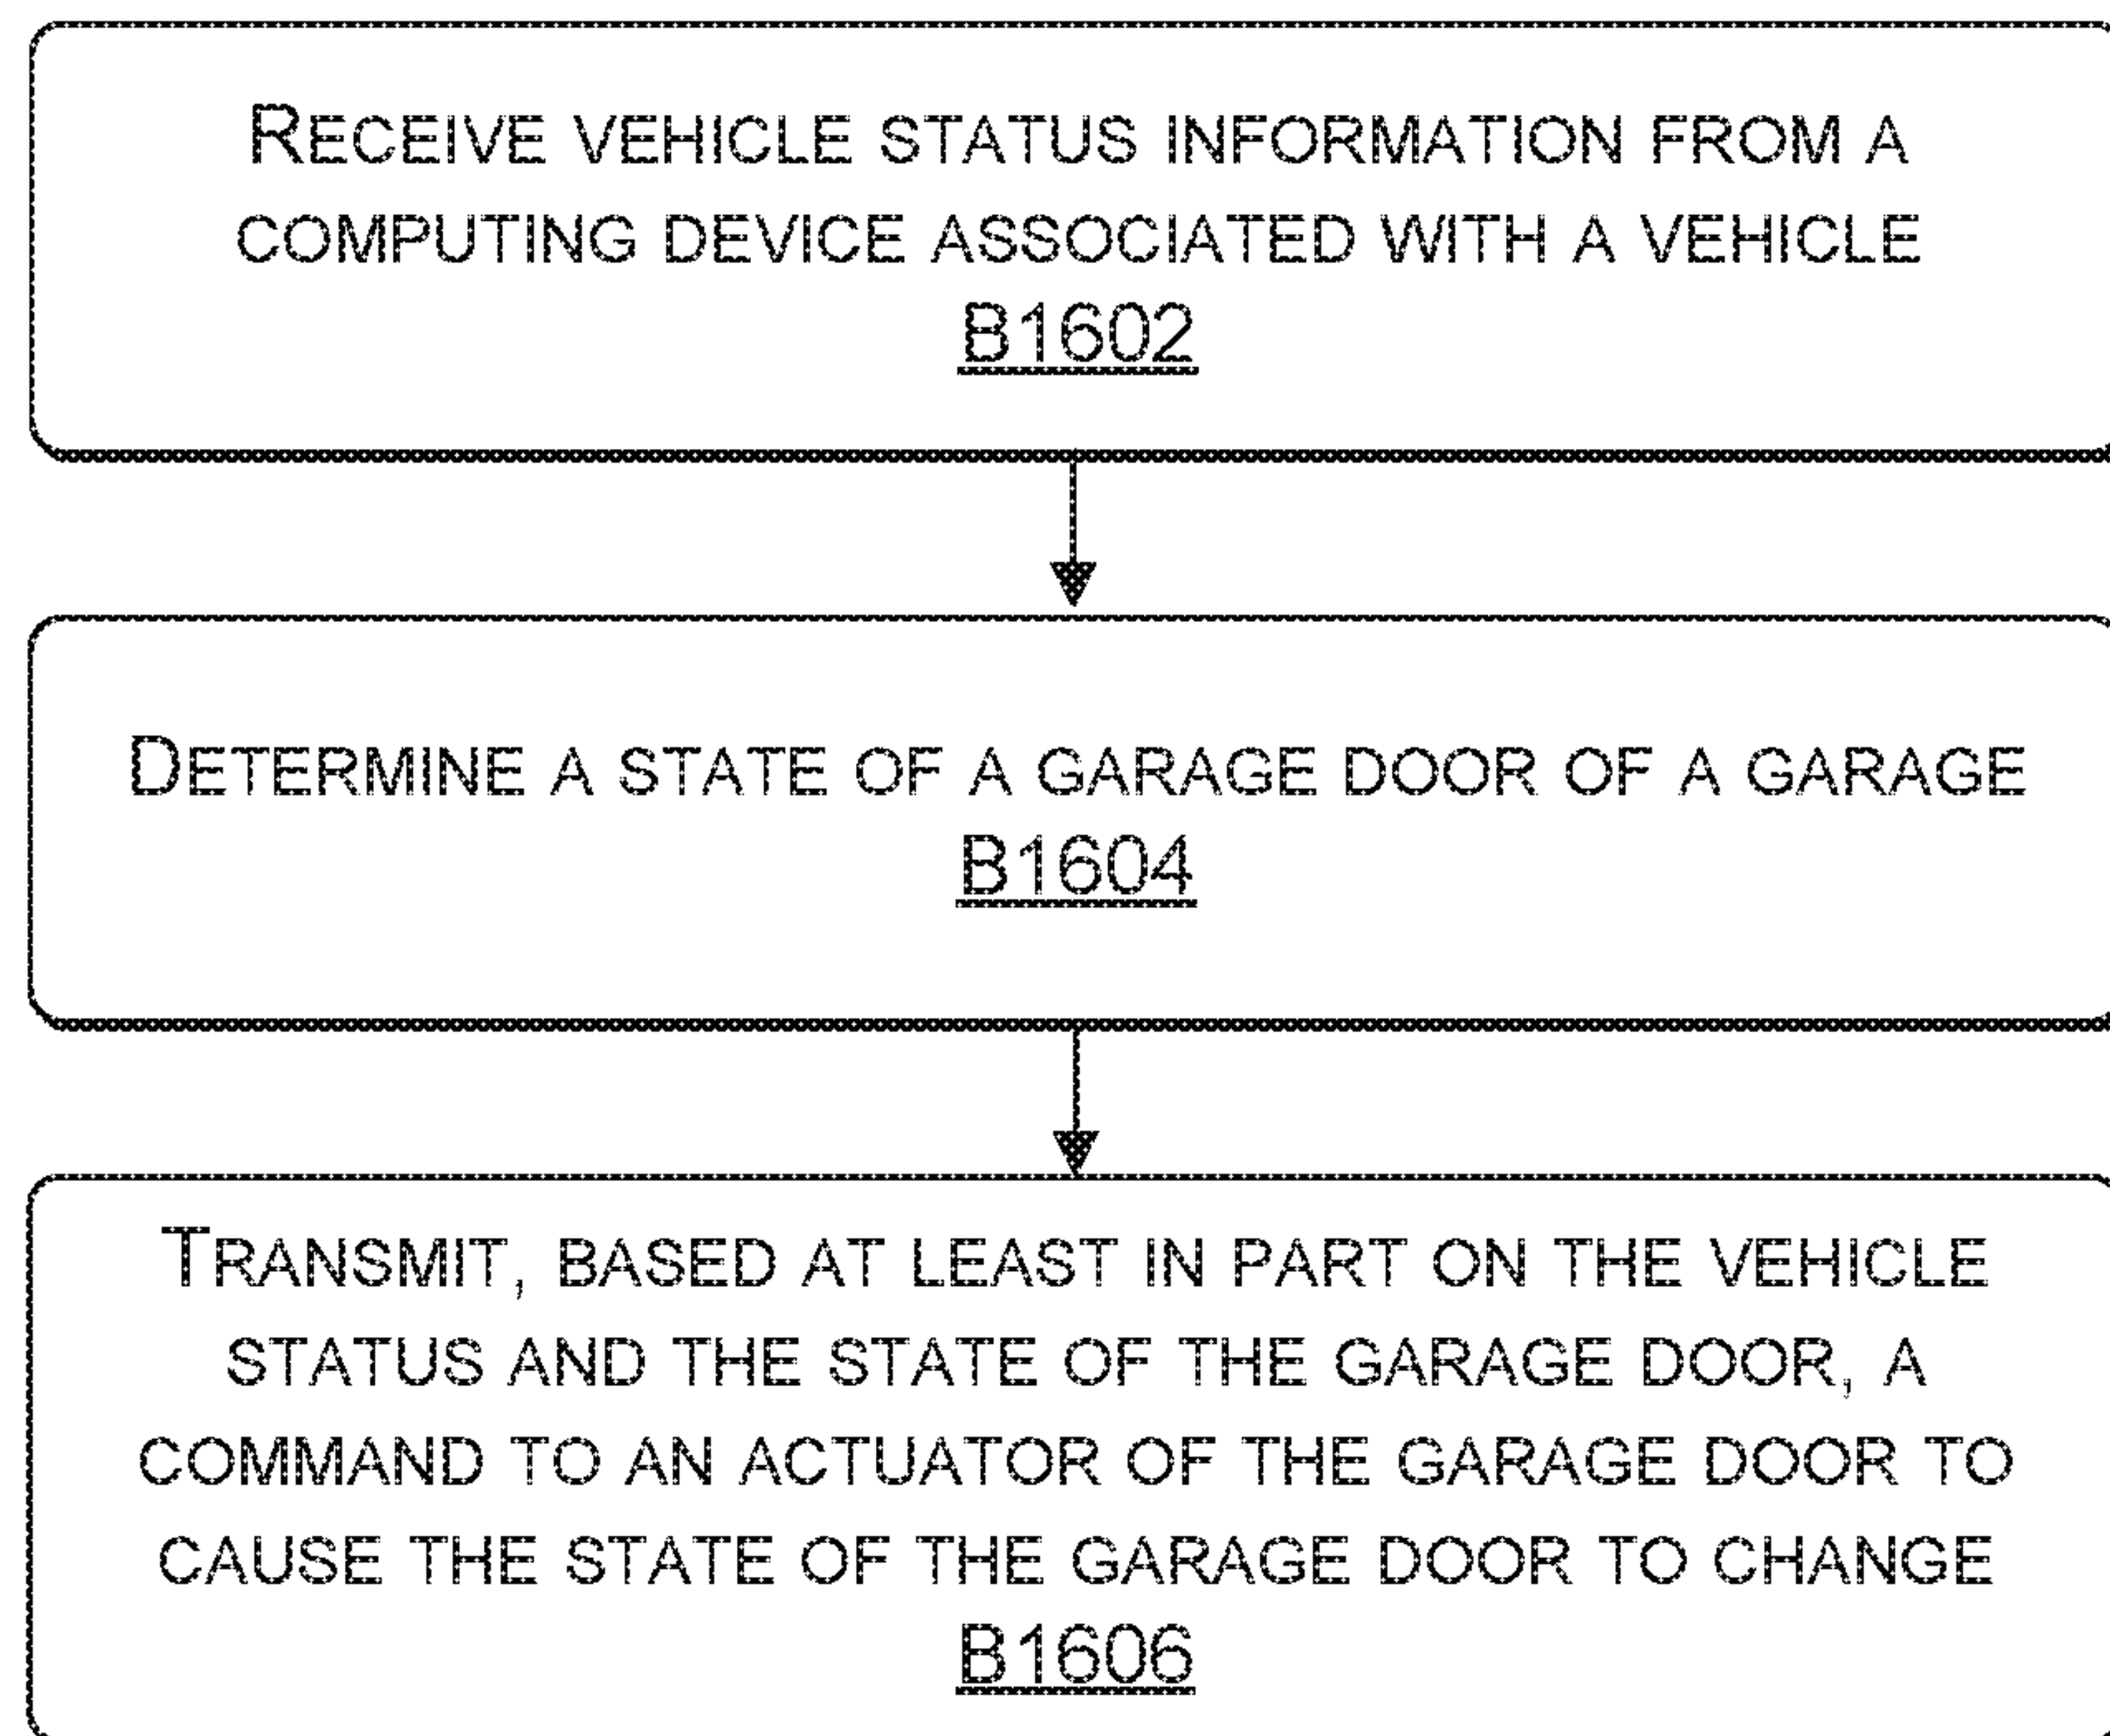 RECEIVE VEHICLE STATUS INFORMATION FROM A
COMPUTING DEVICE ASSOCIATED WITH A VEHICLE
B1602
DETERMINE A STATE OF A GARAGE DOOR OF A GARAGE
B1604
TRANSMIT, BASED AT LEAST IN PART ON THE VEHICLE
STATUS AND THE STATE OF THE GARAGE DOOR, A
COMMAND TO AN ACTUATOR OF THE GARAGE DOOR TO
CAUSE THE STATE OF THE GARAGE DOOR TO CHANGE
B1606